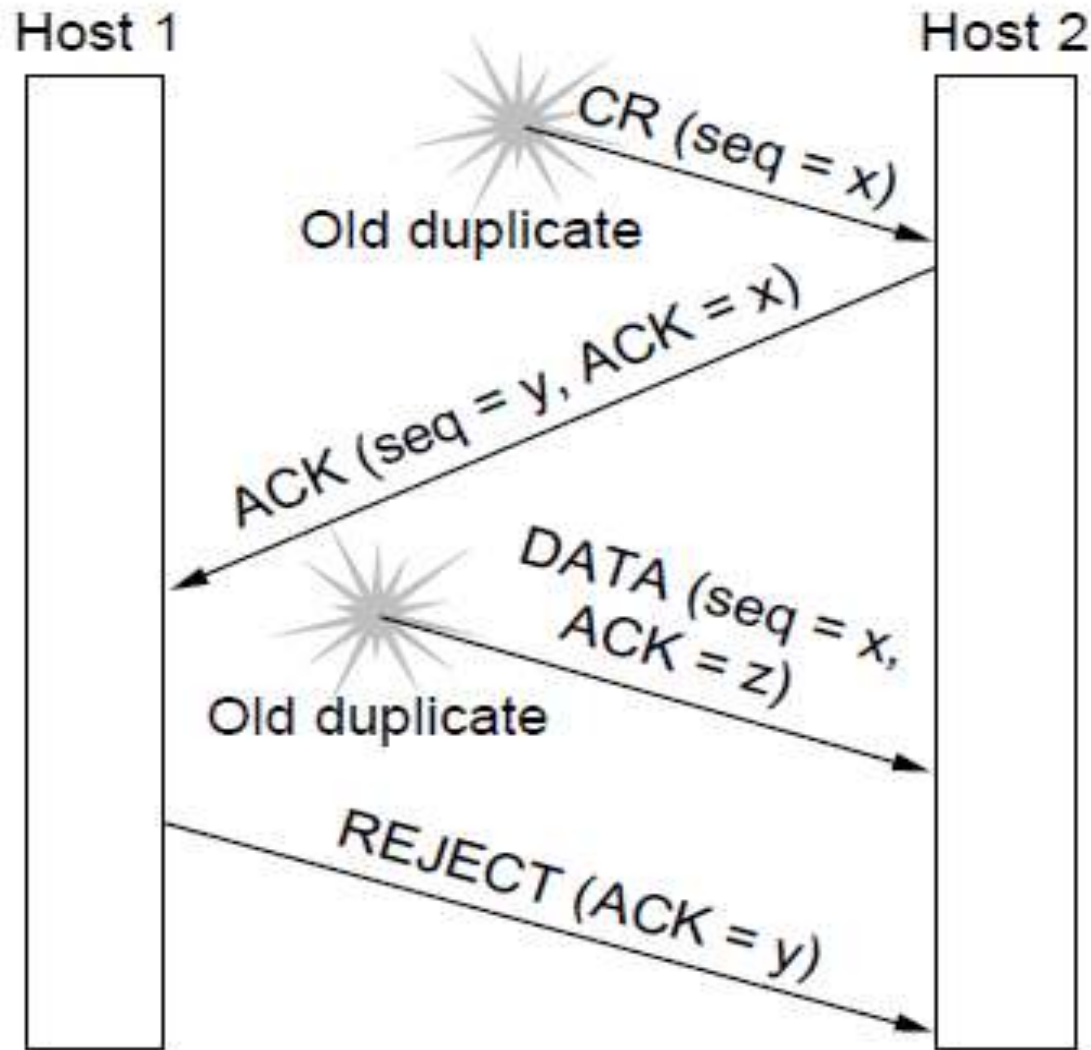 Host 1
Host 2
CR (seq = x)
Old duplicate
ACK (seq = y, ACK = x)
DATA (seq = x,
ACK = z)
Old duplicate
REJECT (ACK = y)